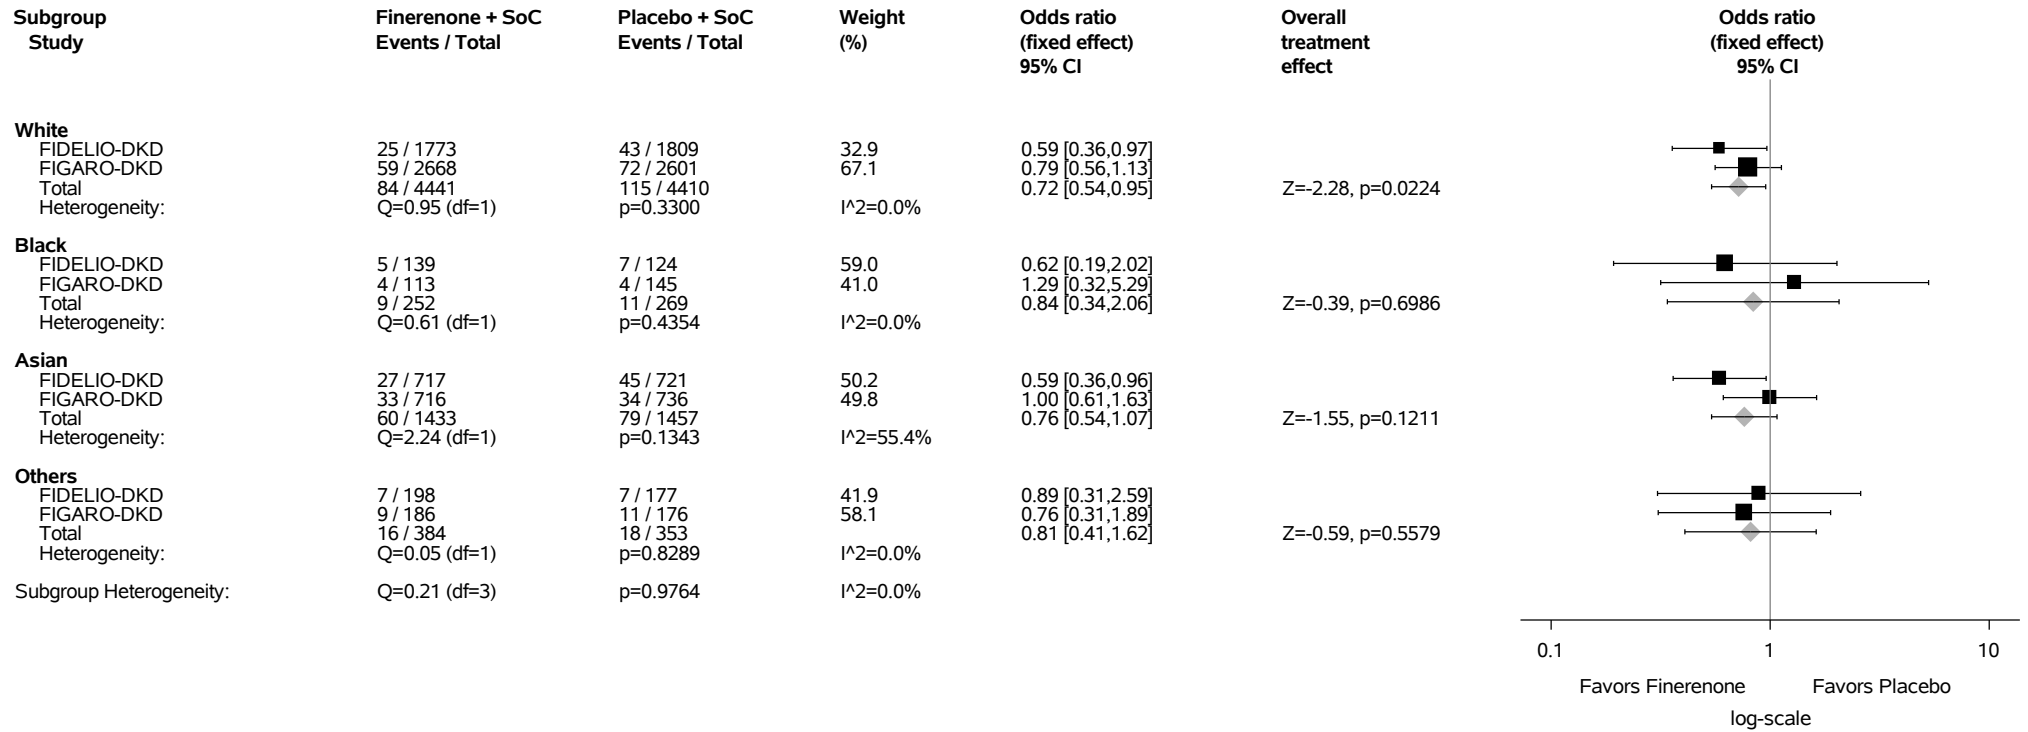 Subgroup Finerenone + SoC Placebo + SoC Weight Odds ratio Overall Odds ratio
Study Events / Total Events / Total (%) (fixed effect) treatment (fixed effect)
95% CI effect 95% CI
White
FIDELIO-DKD 25 / 1773 43 / 1809 32.9 0.59 [0.36,0.97]
FIGARO-DKD 59 / 2668 72 / 2601 67.1 0.79 [0.56,1.13]
Total 84 / 4441 115 / 4410 0.72 [0.54,0.95] Z=-2.28, p=0.0224
Heterogeneity: Q=0.95 (df=1) p=0.3300 I^2=0.0%
Black
FIDELIO-DKD 5 / 139 7 / 124 59.0 0.62 [0.19,2.02]
FIGARO-DKD 4 / 113 4 / 145 41.0 1.29 [0.32,5.29]
Total 9 / 252 11 / 269 0.84 [0.34,2.06] Z=-0.39, p=0.6986
Heterogeneity: Q=0.61 (df=1) p=0.4354 I^2=0.0%
Asian
FIDELIO-DKD 27 / 717 45 / 721 50.2 0.59 [0.36,0.96]
FIGARO-DKD 33 / 716 34 / 736 49.8 1.00 [0.61,1.63]
Total 60 / 1433 79 / 1457 0.76 [0.54,1.07] Z=-1.55, p=0.1211
Heterogeneity: Q=2.24 (df=1) p=0.1343 I^2=55.4%
Others
FIDELIO-DKD 7 / 198 7 / 177 41.9 0.89 [0.31,2.59]
FIGARO-DKD 9 / 186 11 / 176 58.1 0.76 [0.31,1.89]
Total 16 / 384 18 / 353 0.81 [0.41,1.62] Z=-0.59, p=0.5579
Heterogeneity: Q=0.05 (df=1) p=0.8289 I^2=0.0%
Subgroup Heterogeneity: Q=0.21 (df=3) p=0.9764 I^2=0.0%
0.1 1 10
Favors Finerenone Favors Placebo
log-scale